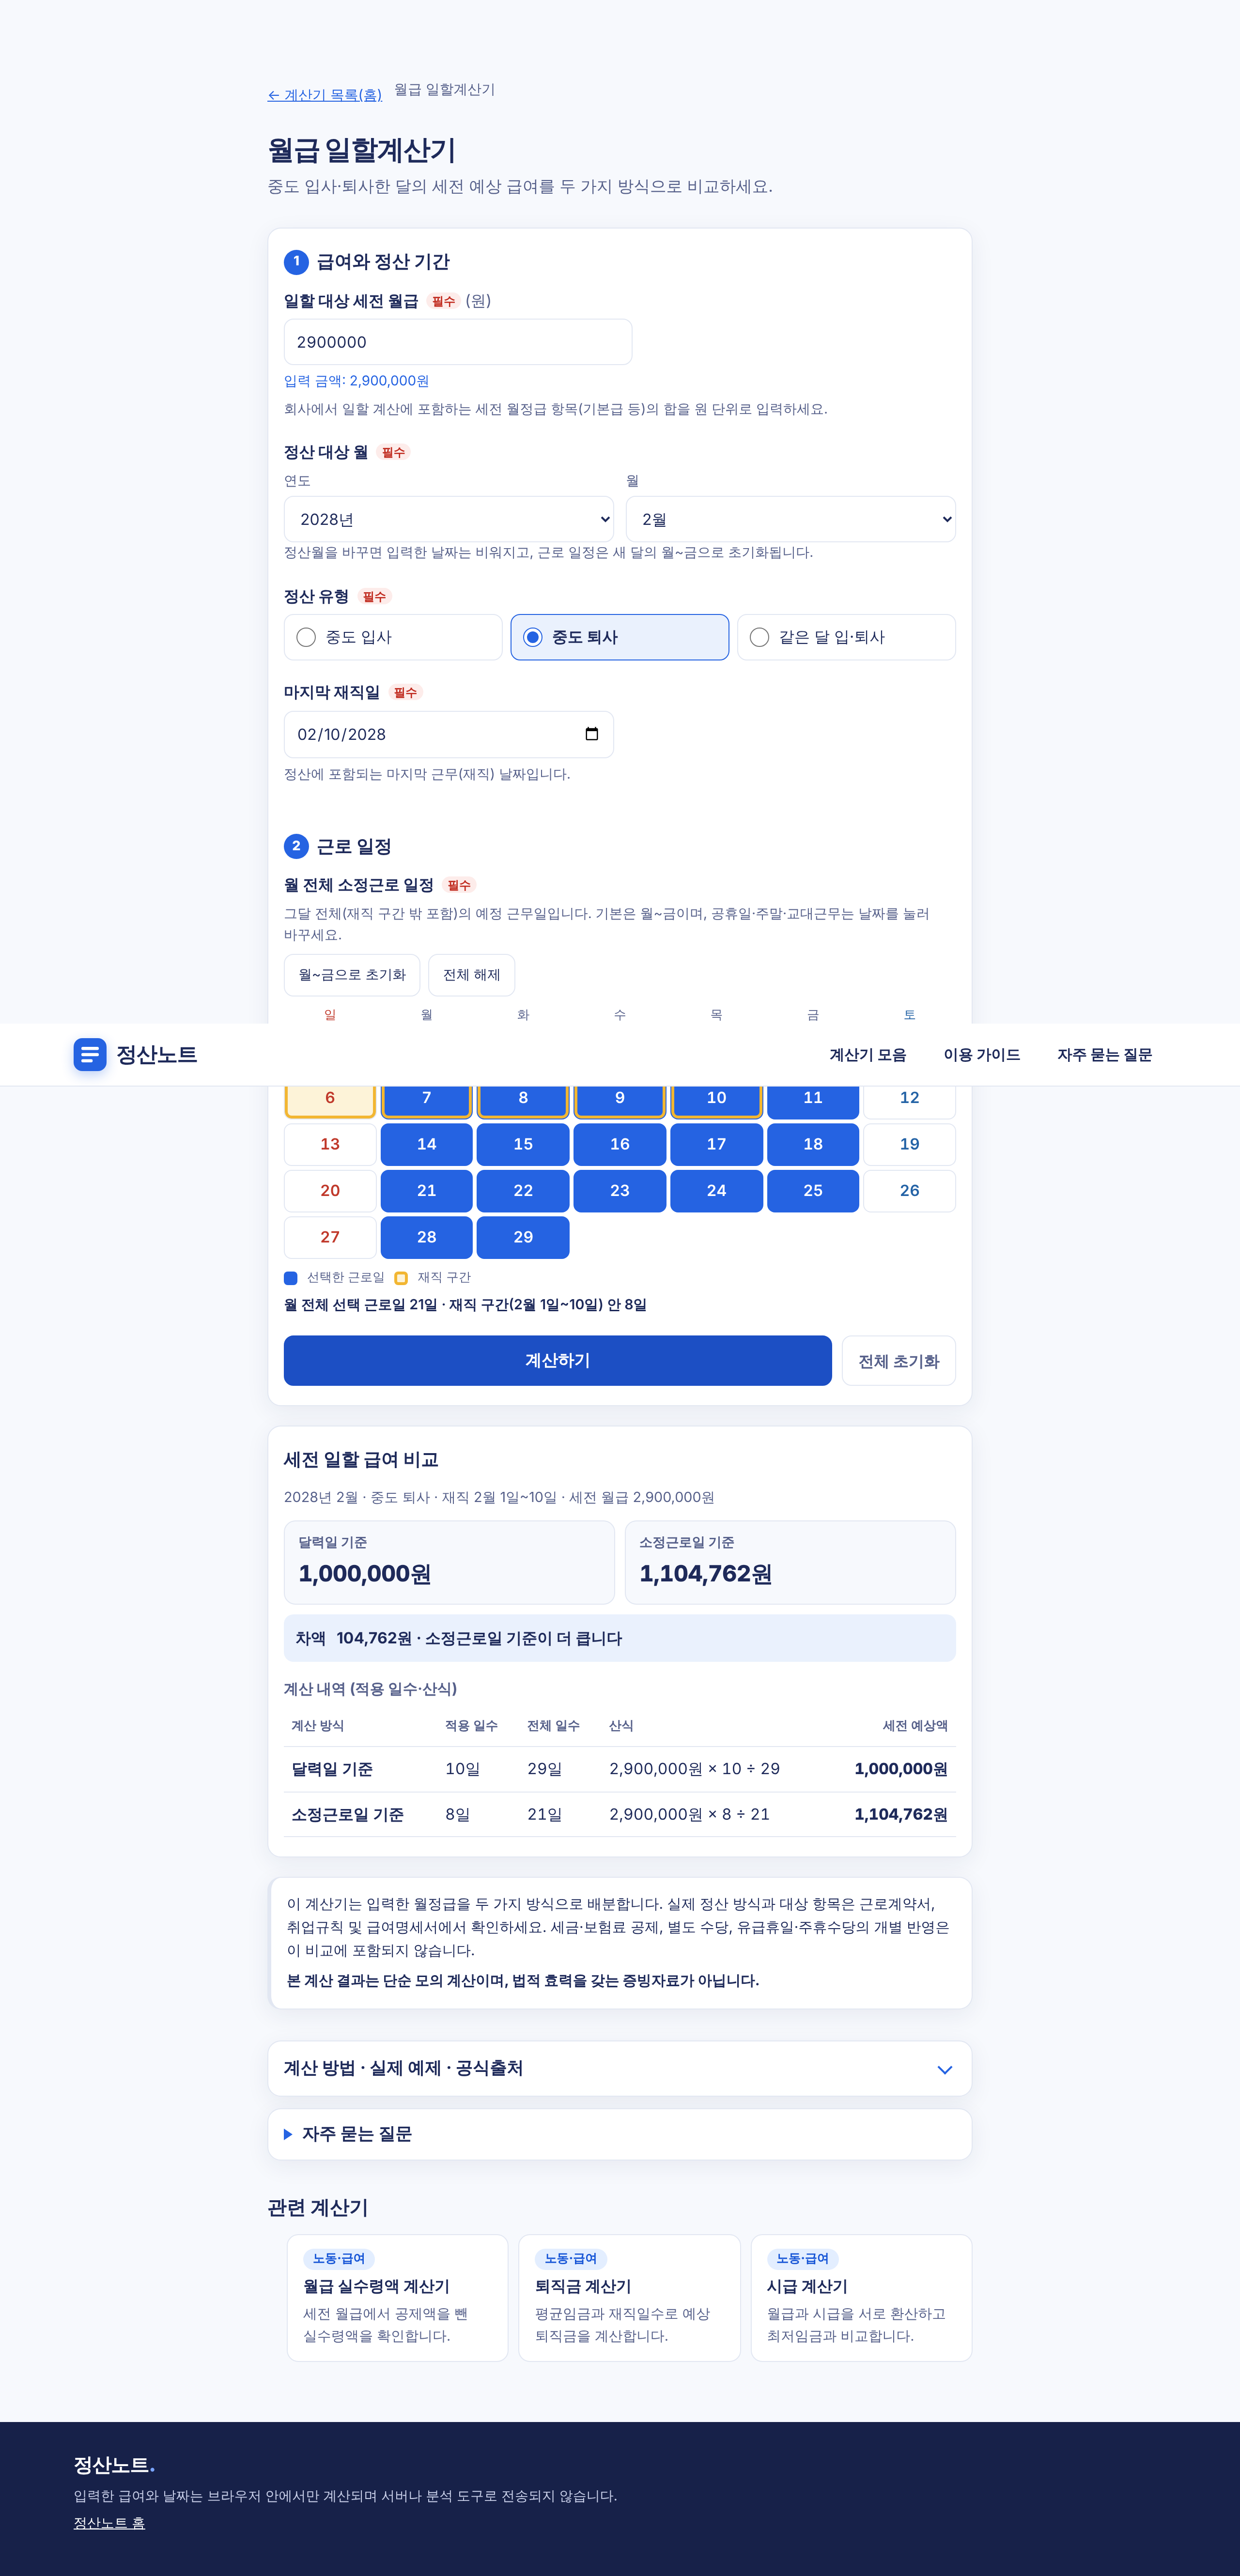 ← 계산기 목록(홈) 월급 일할계산기
월급 일할계산기
중도 입사·퇴사한 달의 세전 예상 급여를 두 가지 방식으로 비교하세요.
1 급여와 정산 기간
일할 대상 세전 월급 필수 (원)
2900000
입력 금액: 2,900,000원
회사에서 일할 계산에 포함하는 세전 월정급 항목(기본급 등)의 합을 원 단위로 입력하세요.
정산 대상 월 필수
연도 월
2028년 2월
정산월을 바꾸면 입력한 날짜는 비워지고, 근로 일정은 새 달의 월~금으로 초기화됩니다.
정산 유형 필수
중도 입사 중도 퇴사 같은 달 입·퇴사
마지막 재직일 필수
02/10/2028
정산에 포함되는 마지막 근무(재직) 날짜입니다.
2 근로 일정
월 전체 소정근로 일정 필수
그달 전체(재직 구간 밖 포함)의 예정 근무일입니다. 기본은 월~금이며, 공휴일·주말·교대근무는 날짜를 눌러
바꾸세요.
월~금으로 초기화 전체 해제
일 월 화 수 목 금 토
정산노트 계산기 모음 이용 가이드 자주 묻는 질문
6 7 8 9 10 11 12
13 14 15 16 17 18 19
20 21 22 23 24 25 26
27 28 29
선택한 근로일 재직 구간
월 전체 선택 근로일 21일 · 재직 구간(2월 1일~10일) 안 8일
계산하기 전체 초기화
세전 일할 급여 비교
2028년 2월 · 중도 퇴사 · 재직 2월 1일~10일 · 세전 월급 2,900,000원
달력일 기준 소정근로일 기준
1,000,000원 1,104,762원
차액 104,762원 · 소정근로일 기준이 더 큽니다
계산 내역 (적용 일수·산식)
계산 방식 적용 일수 전체 일수 산식 세전 예상액
달력일 기준 10일 29일 2,900,000원 × 10 ÷ 29 1,000,000원
소정근로일 기준 8일 21일 2,900,000원 × 8 ÷ 21 1,104,762원
이 계산기는 입력한 월정급을 두 가지 방식으로 배분합니다. 실제 정산 방식과 대상 항목은 근로계약서,
취업규칙 및 급여명세서에서 확인하세요. 세금·보험료 공제, 별도 수당, 유급휴일·주휴수당의 개별 반영은
이 비교에 포함되지 않습니다.
본 계산 결과는 단순 모의 계산이며, 법적 효력을 갖는 증빙자료가 아닙니다.
계산 방법 · 실제 예제 · 공식출처
자주 묻는 질문
관련 계산기
노동·급여 노동·급여 노동·급여
월급 실수령액 계산기 퇴직금 계산기 시급 계산기
세전 월급에서 공제액을 뺀 평균임금과 재직일수로 예상 월급과 시급을 서로 환산하고
실수령액을 확인합니다. 퇴직금을 계산합니다. 최저임금과 비교합니다.
정산노트.
입력한 급여와 날짜는 브라우저 안에서만 계산되며 서버나 분석 도구로 전송되지 않습니다.
정산노트 홈